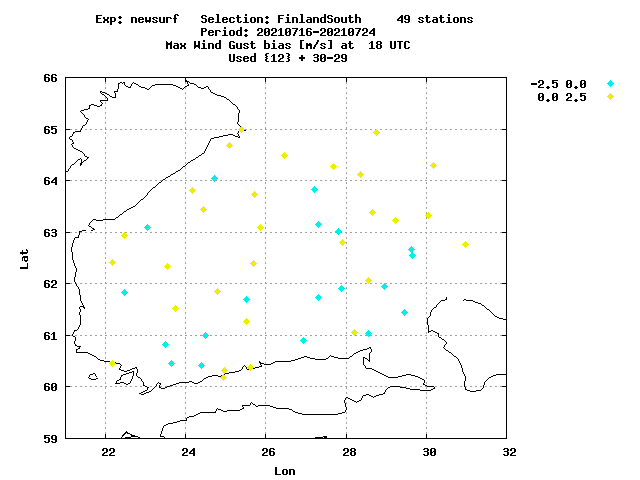 Exp: newsurf   Selection: FinlandSouth     49 stations
Period: 20210716-20210724
Max Wind Gust bias [m/s] at  18 UTC
Used {12} + 30-29
-2.5 0.0
0.0 2.5
66
65
64
63
62
61
60
59
Lat
22 24 26 28 30 32
Lon